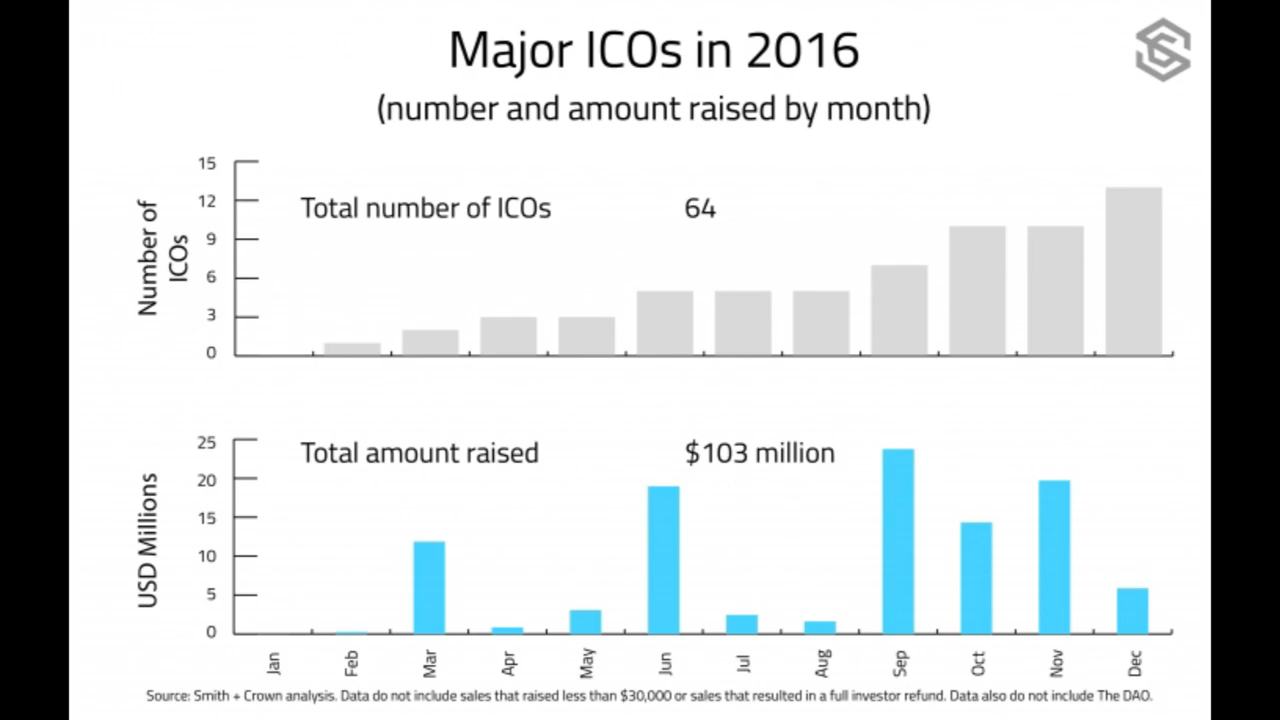 Major ICOs in 2016
(number and amount raised by month)
Number of
ICOs
15
12
9
6
3
0
Total number of ICOs 64
USD Millions
25
20
15
10
5
0
Total amount raised $103 million
Jan Feb Mar Apr May Jun Jul Aug Sep Oct Nov Dec
Source: Smith + Crown analysis. Data do not include sales that raised less than $30,000 or sales that resulted in a full investor refund. Data also do not include The DAO.